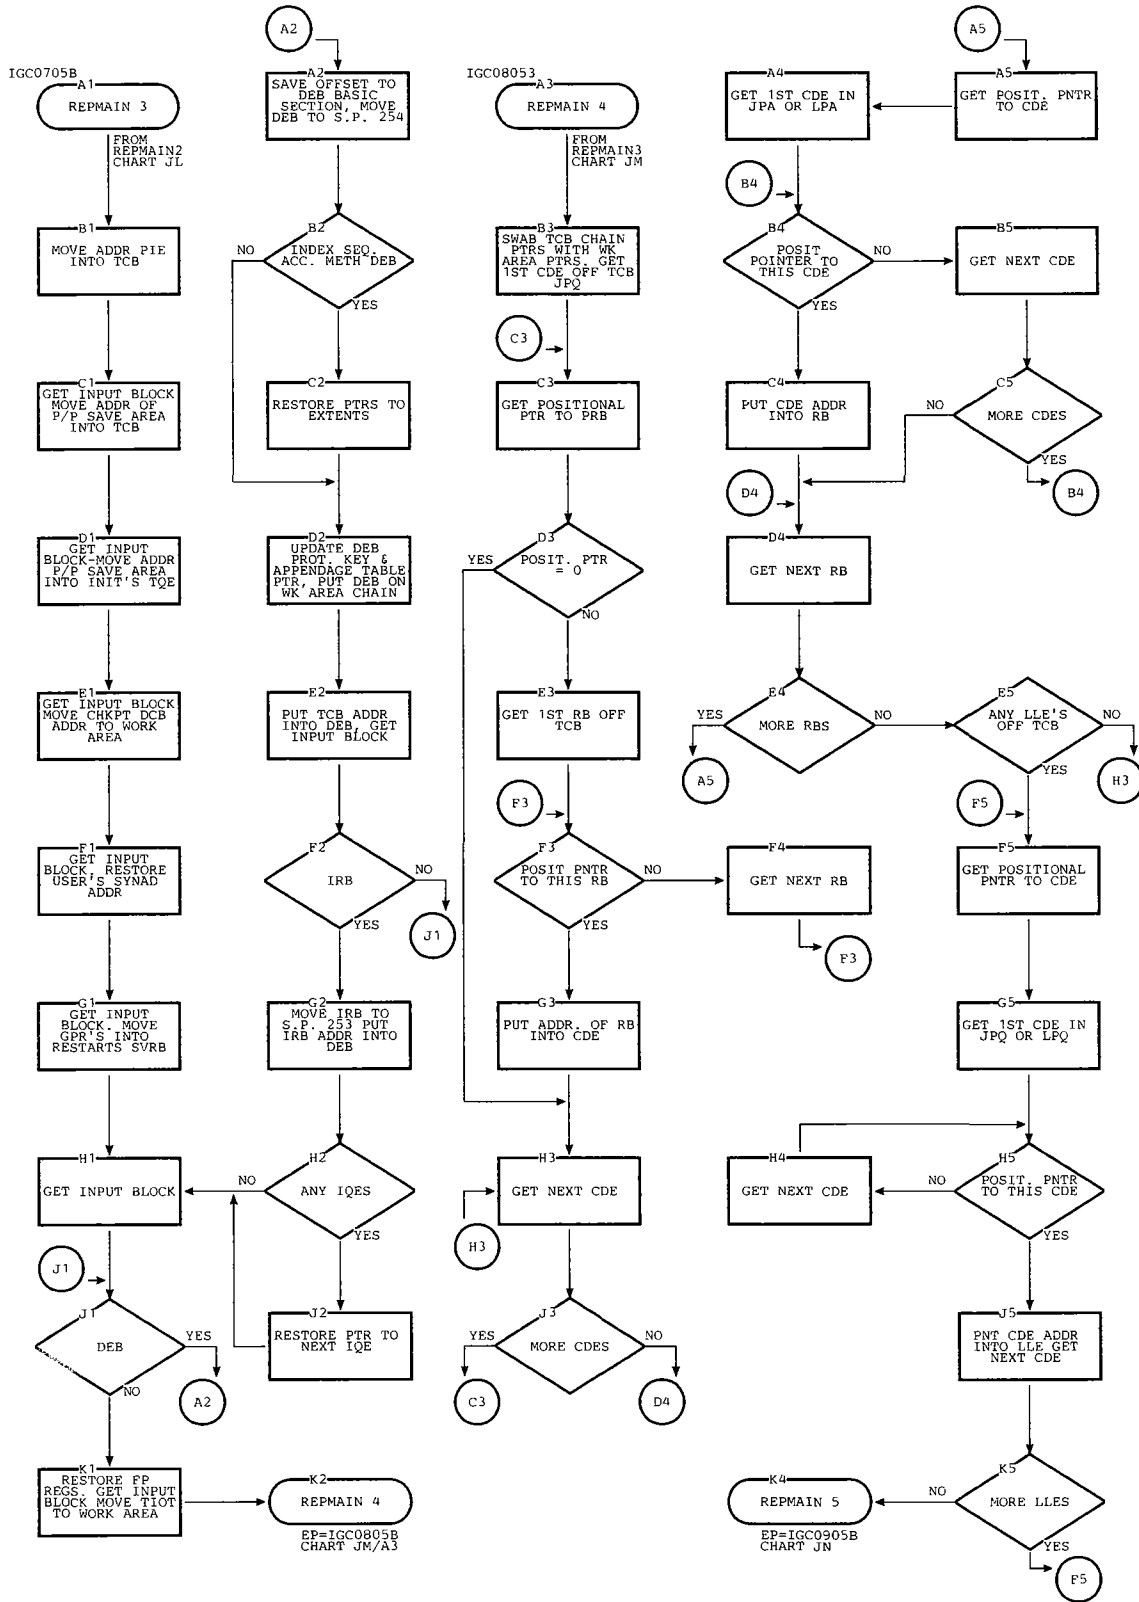 IGC0705B
A1
REPMAIN 3
FROM
REPMAIN2
CHART JL
B1
MOVE ADDR PIE
INTO TCB
C1
GET INPUT BLOCK
MOVE ADDR OF
P/P SAVE AREA
INTO TCB
D1
GET INPUT
BLOCK-MOVE ADDR
P/P SAVE AREA
INTO INIT'S TQE
E1
GET INPUT BLOCK
MOVE CHKPT DCB
ADDR TO WORK
AREA
F1
GET INPUT
BLOCK, RESTORE
USER'S SYNAD
ADDR
G1
GET INPUT
BLOCK. MOVE
GPR'S INTO
RESTARTS SVRB
H1
GET INPUT BLOCK
J1
J1
DEB
YES
A2
NO
K1
RESTORE FP
REGS. GET INPUT
BLOCK MOVE TIOT
TO WORK AREA
A2
A2
SAVE OFFSET TO
DEB BASIC
SECTION, MOVE
DEB TO S.P. 254
B2
NO
INDEX SEQ.
ACC. METH DEB
YES
C2
RESTORE PTRS TO
EXTENTS
D2
UPDATE DEB
PROT. KEY &
APPENDAGE TABLE
PTR, PUT DEB ON
WK AREA CHAIN
E2
PUT TCB ADDR
INTO DEB, GET
INPUT BLOCK
F2
IRB
NO
J1
YES
G2
MOVE IRB TO
S.P. 253 PUT
IRB ADDR INTO
DEB
H2
NO
ANY IQES
YES
J2
RESTORE PTR TO
NEXT IQE
K2
REPMAIN 4
EP=IGC0805B
CHART JM/A3
IGC08053
A3
REPMAIN 4
FROM
REPMAIN3
CHART JM
B3
SWAB TCB CHAIN
PTRS WITH WK
AREA PTRS. GET
1ST CDE OFF TCB
JPQ
C3
C3
GET POSITIONAL
PTR TO PRB
D3
YES
POSIT. PTR
= 0
NO
E3
GET 1ST RB OFF
TCB
F3
F3
POSIT PNTR
TO THIS RB
NO
YES
G3
PUT ADDR. OF RB
INTO CDE
H3
GET NEXT CDE
H3
J3
YES
MORE CDES
NO
C3
D4
A4
GET 1ST CDE IN
JPA OR LPA
B4
B4
POSIT
POINTER TO
THIS CDE
NO
YES
C4
PUT CDE ADDR
INTO RB
D4
D4
GET NEXT RB
E4
YES
MORE RBS
NO
A5
F4
GET NEXT RB
F3
H4
GET NEXT CDE
K4
REPMAIN 5
EP=IGC0905B
CHART JN
A5
A5
GET POSIT. PNTR
TO CDE
B5
GET NEXT CDE
C5
NO
MORE CDES
YES
B4
E5
ANY LLE'S
OFF TCB
NO
H3
YES
F5
F5
GET POSITIONAL
PNTR TO CDE
G5
GET 1ST CDE IN
JPQ OR LPQ
H5
NO
POSIT. PNTR
TO THIS CDE
YES
J5
PNT CDE ADDR
INTO LLE GET
NEXT CDE
K5
NO
MORE LLES
YES
F5